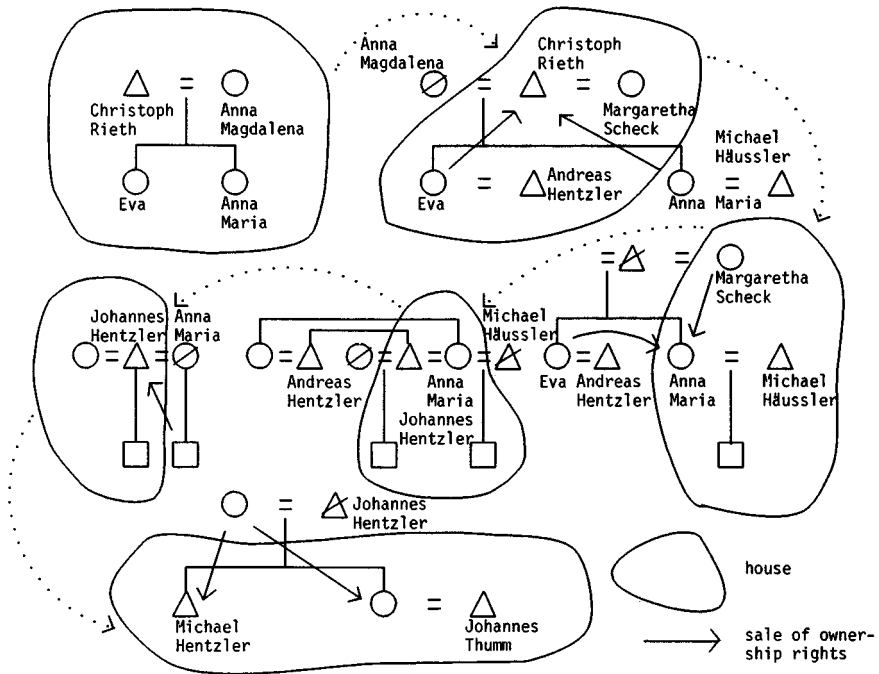 Christoph
Rieth
Anna
Magdalena
Eva
Anna
Maria
Anna
Magdalena
Christoph
Rieth
Margaretha
Scheck
Michael
Häussler
Eva
Andreas
Hentzler
Anna
Maria
Margaretha
Scheck
Eva
Andreas
Hentzler
Anna
Maria
Michael
Häussler
Michael
Häussler
Andreas
Hentzler
Anna
Maria
Johannes
Hentzler
Johannes
Hentzler
Anna
Maria
Johannes
Hentzler
Michael
Hentzler
Johannes
Thumm
house
sale of owner-
ship rights